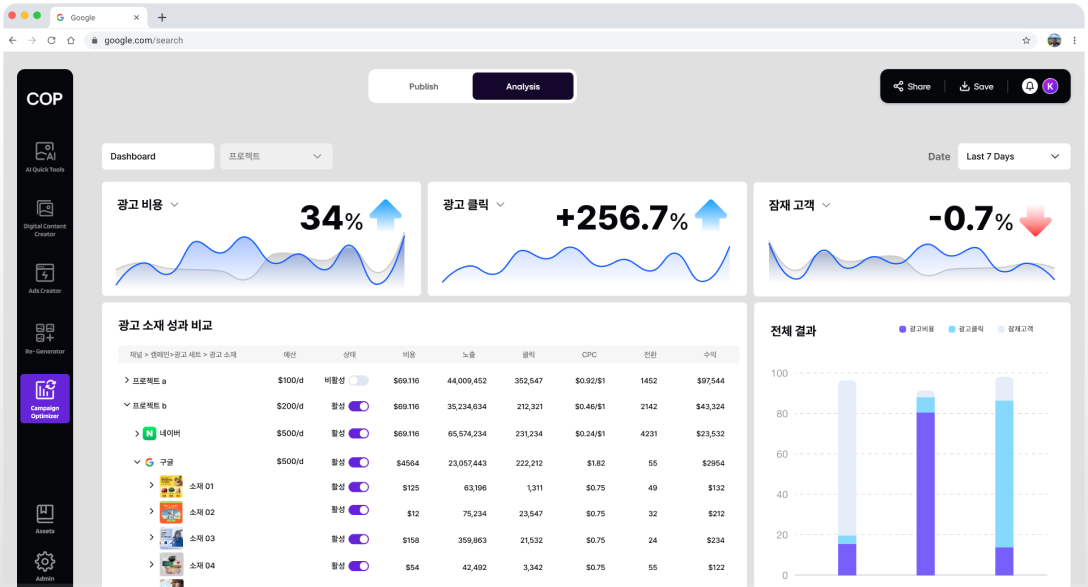 Google
google.com/search
COP
AI Quick Tools
Digital Content
Creator
Ads Creator
Re-Generator
Campaign
Optimizer
Assets
Admin
Publish
Analysis
Share
Save
K
Dashboard
프로젝트
Date
Last 7 Days
광고 비용
34%
광고 클릭
+256.7%
잠재 고객
-0.7%
광고 소재 성과 비교
채널 > 캠페인>광고 세트 > 광고 소재 예산 상태 비용 노출 클릭 CPC 전환 수익
프로젝트 a $100/d 비활성 $69.116 44,009,452 352,547 $0.92/$1 1452 $97,544
프로젝트 b $200/d 활성 $69.116 35,234,634 212,321 $0.46/$1 2142 $43,324
N 네이버 $500/d 활성 $69.116 65,574,234 231,234 $0.24/$1 4231 $23,532
G 구글 $500/d 활성 $4564 23,057,443 222,212 $1.82 55 $2954
소재 01 활성 $125 63,196 1,311 $0.75 49 $132
소재 02 활성 $12 75,234 23,547 $0.75 32 $212
소재 03 활성 $158 359,863 21,532 $0.75 24 $234
소재 04 활성 $54 42,492 3,342 $0.75 55 $122
전체 결과
광고비용 광고클릭 잠재고객
100
80
60
40
20
0